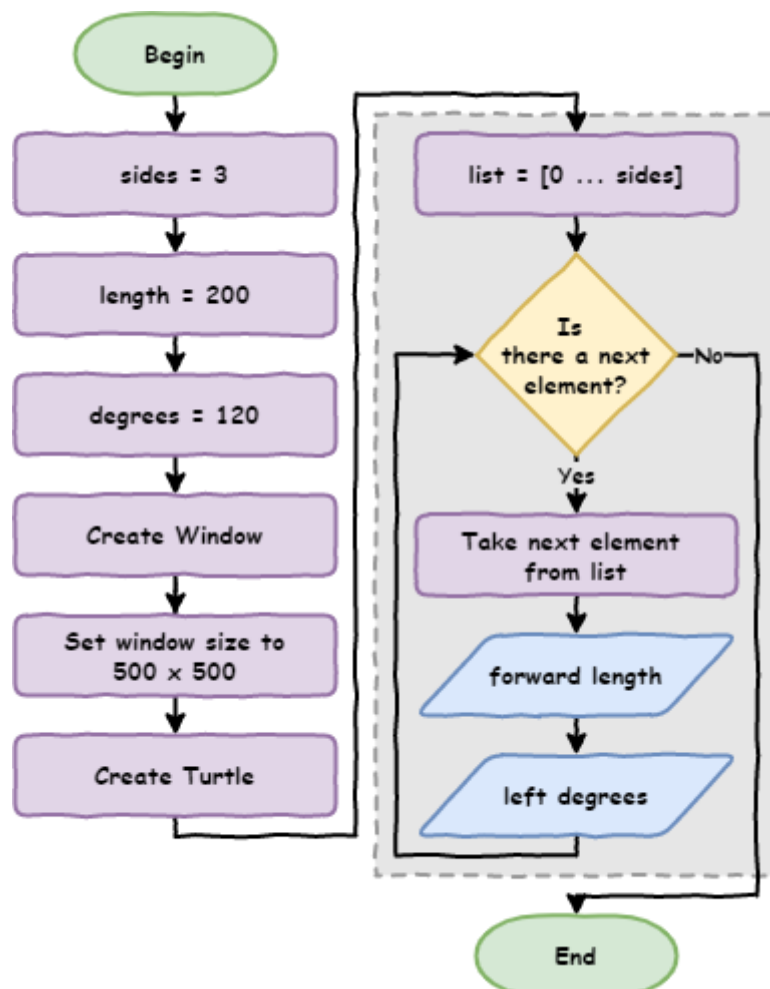 Begin
sides = 3
length = 200
degrees = 120
Create Window
Set window size to
500 x 500
Create Turtle
list = [0 ... sides]
Is
there a next
element?
No
Yes
Take next element
from list
forward length
left degrees
End